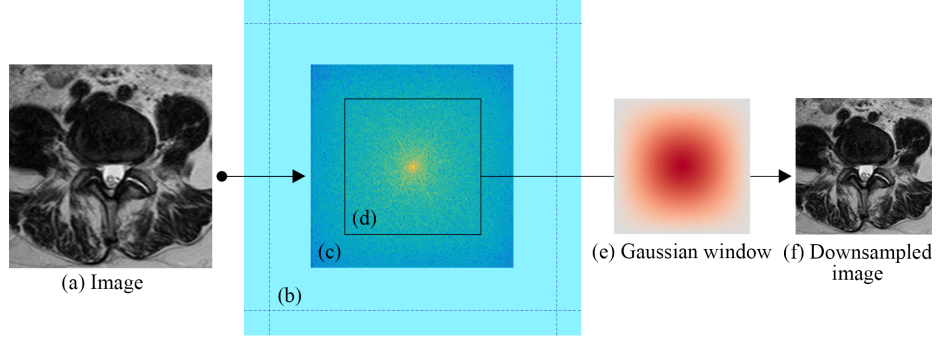 (d)
(c)
(e) Gaussian window
(f) Downsampled
image
(a) Image
(b)